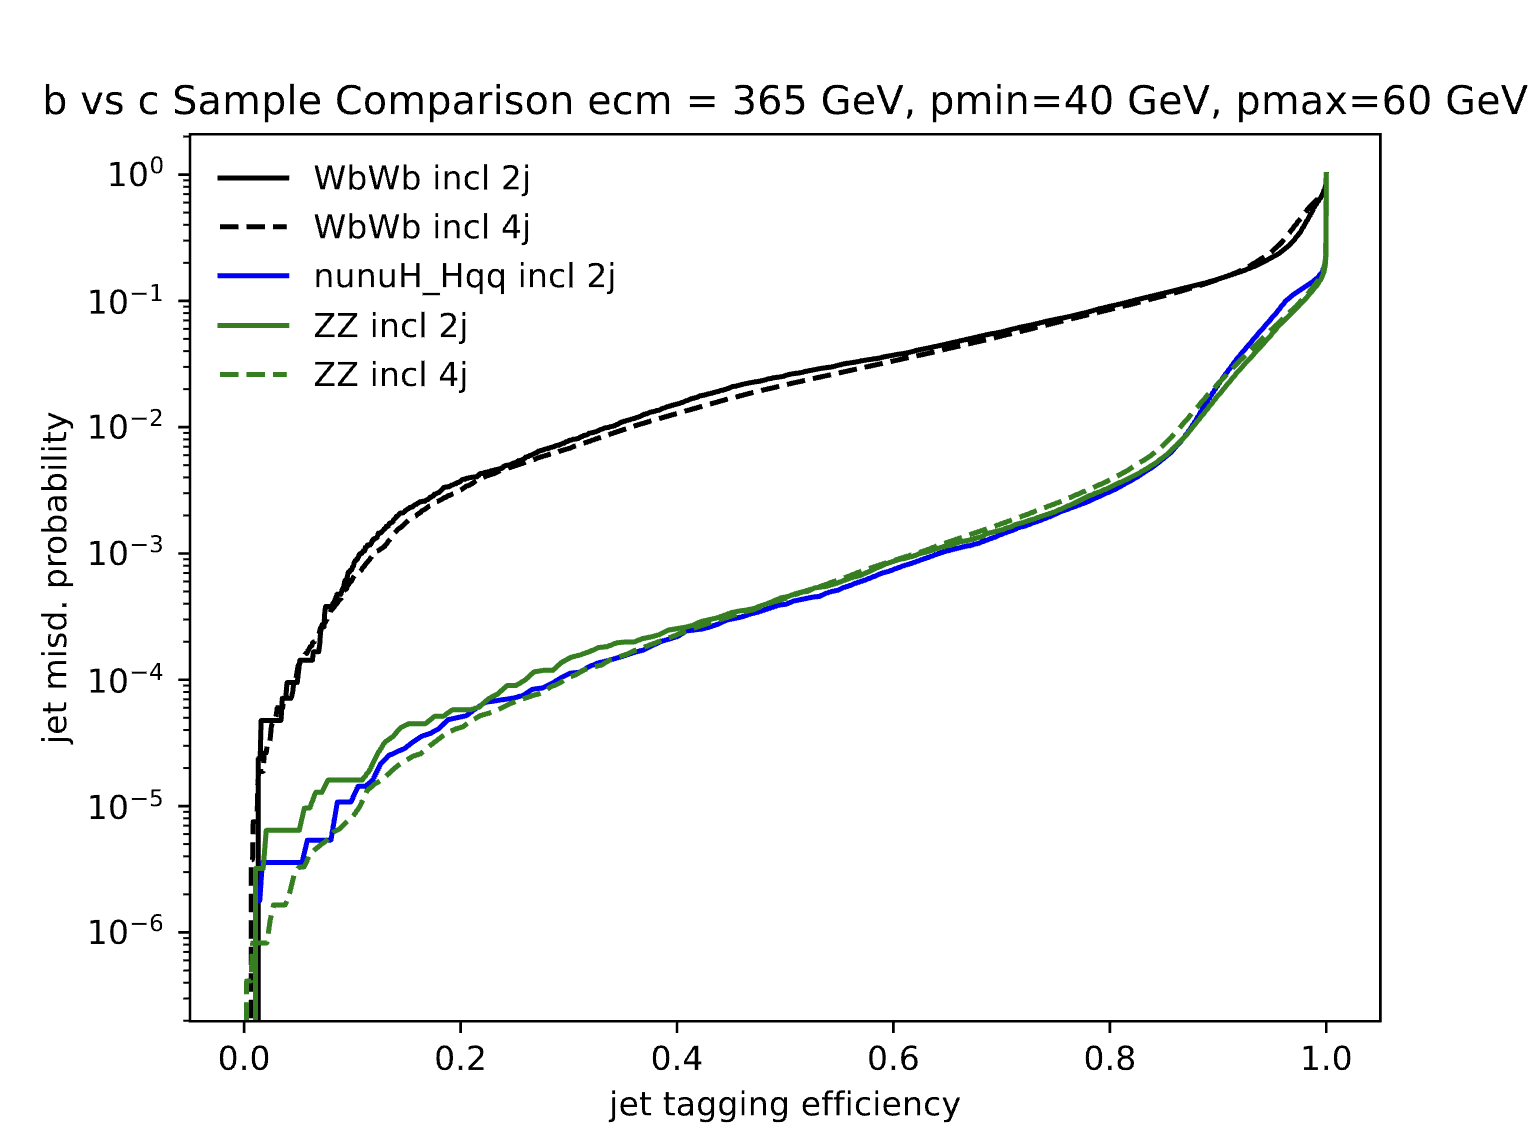 b vs c Sample Comparison ecm = 365 GeV, pmin=40 GeV, pmax=60 GeV
WbWb incl 2j
WbWb incl 4j
nunuH_Hqq incl 2j
ZZ incl 2j
ZZ incl 4j
jet misd. probability
10⁰
10⁻¹
10⁻²
10⁻³
10⁻⁴
10⁻⁵
10⁻⁶
0.0 0.2 0.4 0.6 0.8 1.0
jet tagging efficiency